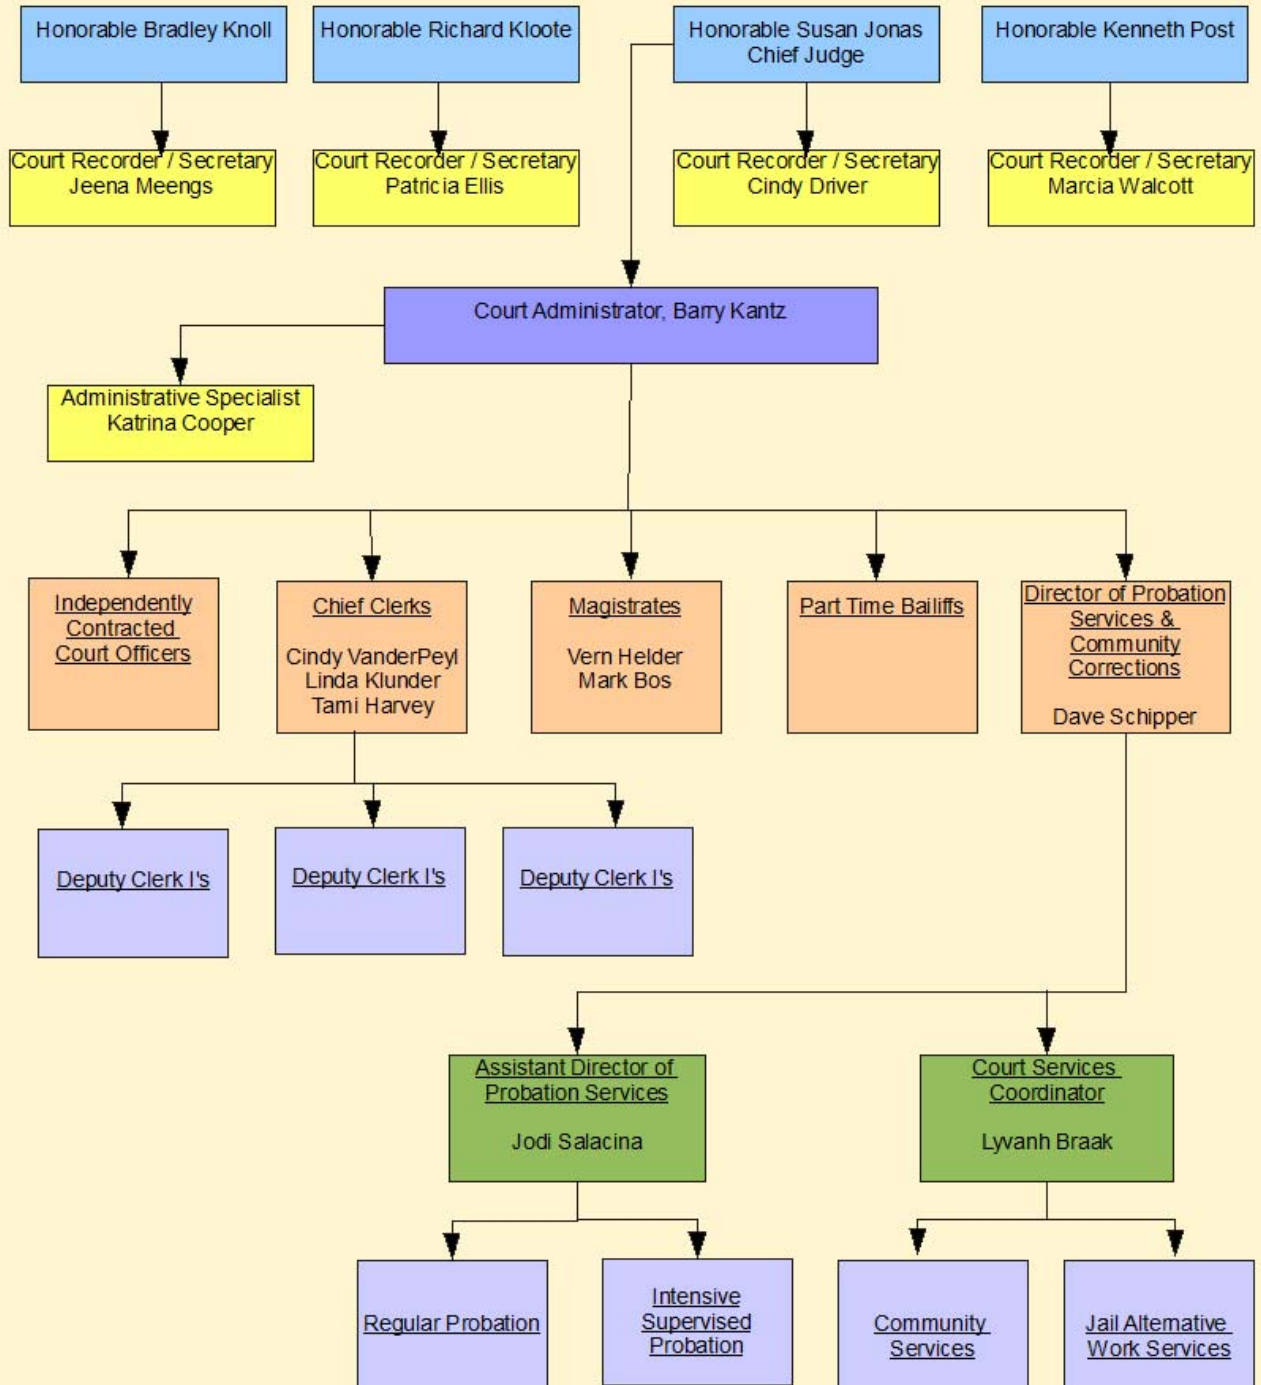 Honorable Bradley Knoll
Honorable Richard Kloote
Honorable Susan Jonas
Chief Judge
Honorable Kenneth Post
Court Recorder / Secretary
Jeena Meengs
Court Recorder / Secretary
Patricia Ellis
Court Recorder / Secretary
Cindy Driver
Court Recorder / Secretary
Marcia Walcott
Court Administrator, Barry Kantz
Administrative Specialist
Katrina Cooper
Independently
Contracted
Court Officers
Chief Clerks
Cindy VanderPeyl
Linda Klunder
Tami Harvey
Magistrates
Vern Helder
Mark Bos
Part Time Bailiffs
Director of Probation
Services &
Community
Corrections
Dave Schipper
Deputy Clerk I's
Deputy Clerk I's
Deputy Clerk I's
Assistant Director of
Probation Services
Jodi Salacina
Court Services
Coordinator
Lyvanh Braak
Regular Probation
Intensive
Supervised
Probation
Community
Services
Jail Alternative
Work Services